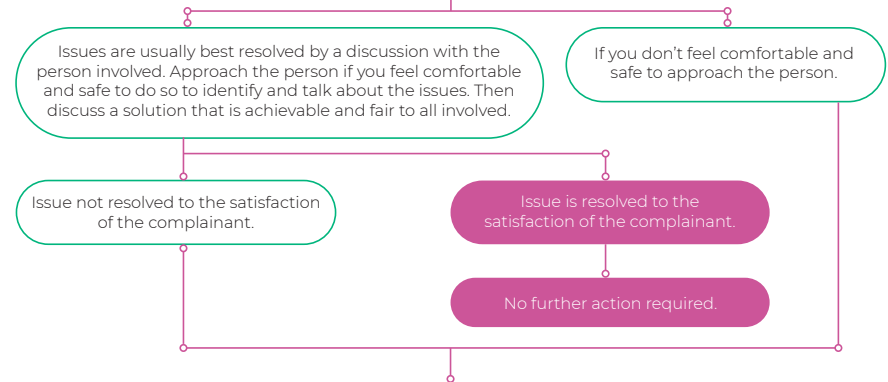 Issues are usually best resolved by a discussion with the
person involved. Approach the person if you feel comfortable
and safe to do so to identify and talk about the issues. Then
discuss a solution that is achievable and fair to all involved.
If you don’t feel comfortable and
safe to approach the person.
Issue not resolved to the satisfaction
of the complainant.
Issue is resolved to the
satisfaction of the complainant.
No further action required.